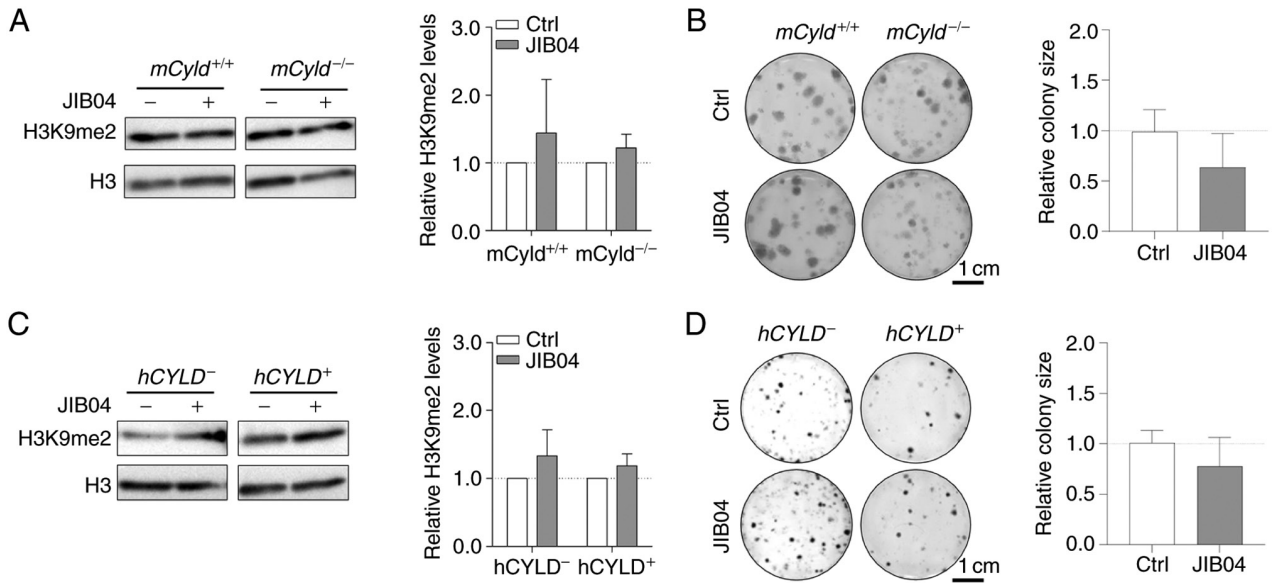 A
mCyld+/+ mCyld−/−
JIB04 − + − +
H3K9me2
H3
Relative H3K9me2 levels
3.0
2.0
1.0
0.0
Ctrl
JIB04
mCyld+/+ mCyld−/−
B
mCyld+/+ mCyld−/−
Ctrl
JIB04
1 cm
Relative colony size
2.0
1.5
1.0
0.5
0.0
Ctrl JIB04
C
hCYLD− hCYLD+
JIB04 − + − +
H3K9me2
H3
Relative H3K9me2 levels
3.0
2.0
1.0
0.0
Ctrl
JIB04
hCYLD− hCYLD+
D
hCYLD− hCYLD+
Ctrl
JIB04
1 cm
Relative colony size
2.0
1.5
1.0
0.5
0.0
Ctrl JIB04